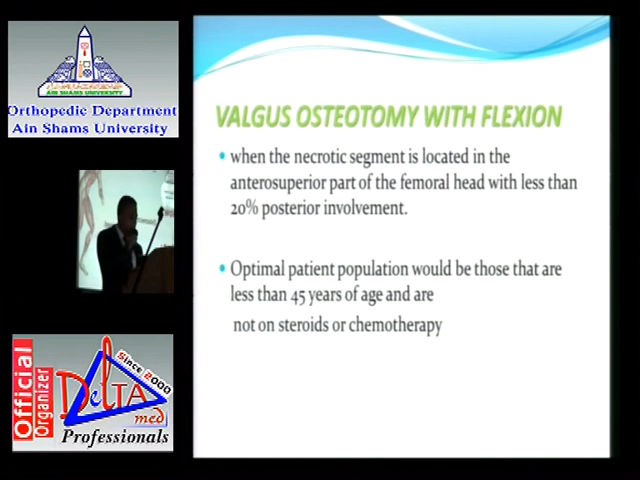 AIN SHAMS UNIVERSITY
Orthopedic Department
Ain Shams University
VALGUS OSTEOTOMY WITH FLEXION
when the necrotic segment is located in the
anterosuperior part of the femoral head with less than
20% posterior involvement.
Optimal patient population would be those that are
less than 45 years of age and are
not on steroids or chemotherapy
Official
Organizer
Since 2000
DelTA
med
Professionals